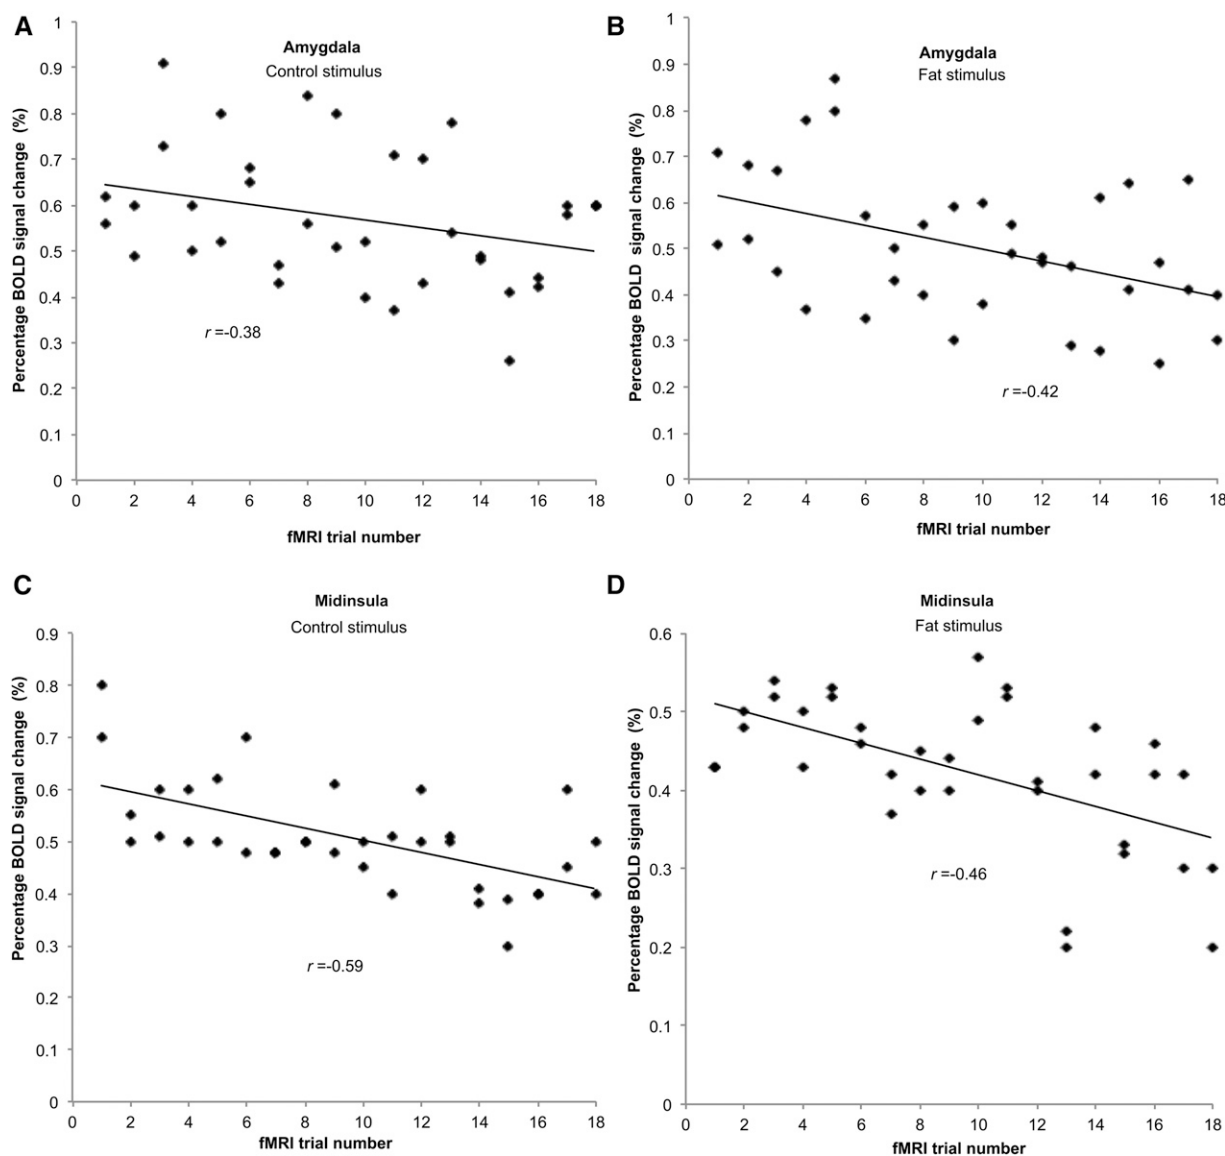 A
Amygdala
Control stimulus
Percentage BOLD signal change (%)
1
0.9
0.8
0.7
0.6
0.5
0.4
0.3
0.2
0.1
0
r =-0.38
0 2 4 6 8 10 12 14 16 18
fMRI trial number
B
Amygdala
Fat stimulus
Percentage BOLD signal change (%)
1
0.9
0.8
0.7
0.6
0.5
0.4
0.3
0.2
0.1
0
r =-0.42
0 2 4 6 8 10 12 14 16 18
fMRI trial number
C
Midinsula
Control stimulus
Percentage BOLD signal change (%)
0.9
0.8
0.7
0.6
0.5
0.4
0.3
0.2
0.1
0
r =-0.59
0 2 4 6 8 10 12 14 16 18
fMRI trial number
D
Midinsula
Fat stimulus
Percentage BOLD signal change (%)
0.6
0.5
0.4
0.3
0.2
0.1
0
r =-0.46
0 2 4 6 8 10 12 14 16 18
fMRI trial number